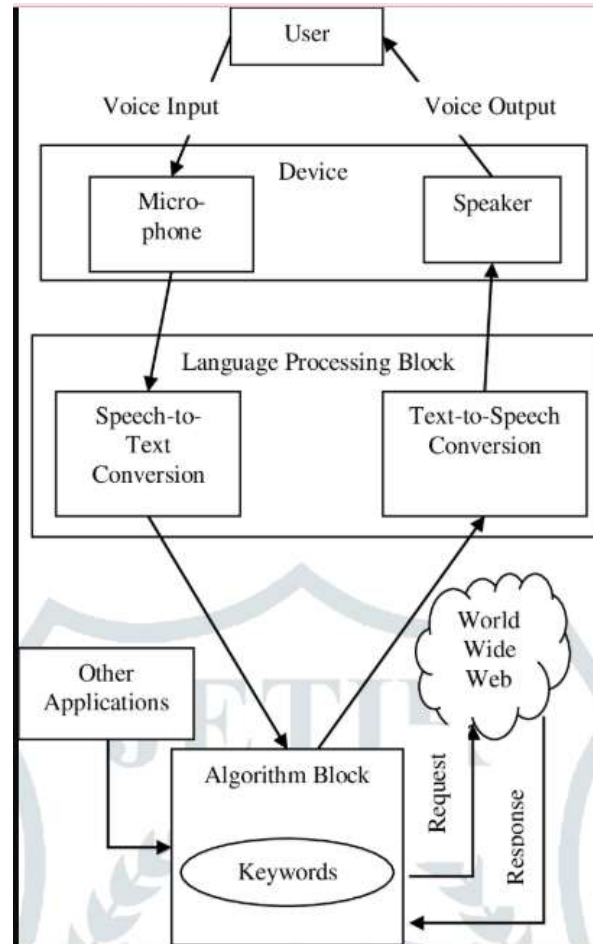 User
Voice Input
Voice Output
Device
Micro-
phone
Speaker
Language Processing Block
Speech-to-
Text
Conversion
Text-to-Speech
Conversion
World
Wide
Web
Other
Applications
JETIR
Algorithm Block
Keywords
Request
Response